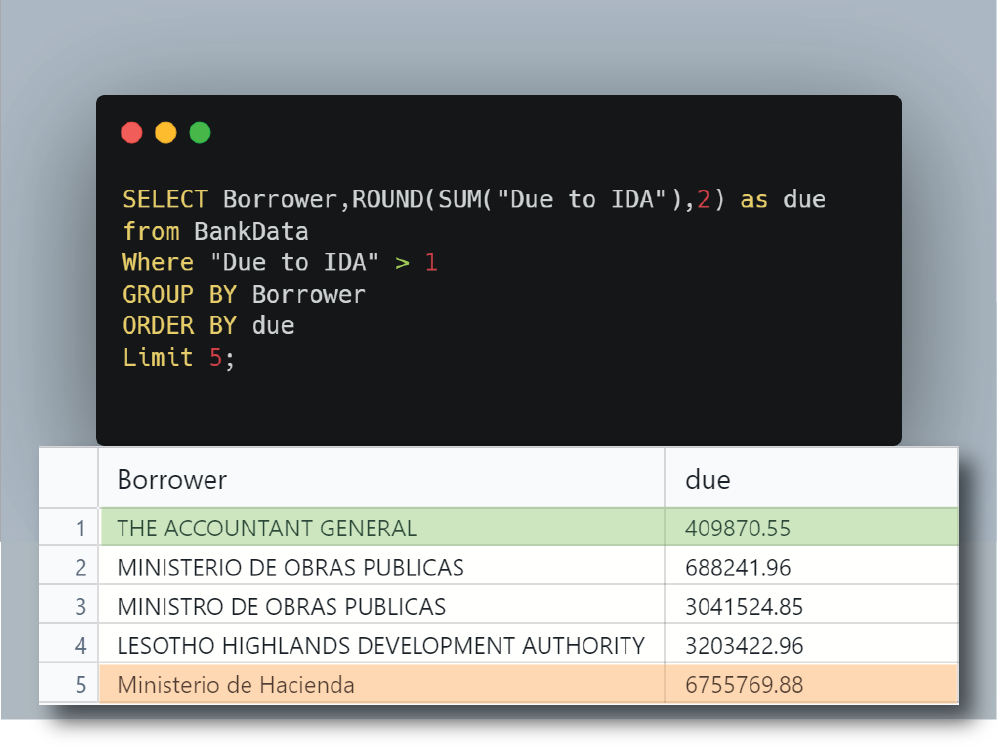 SELECT Borrower,ROUND(SUM("Due to IDA"),2) as due
from BankData
Where "Due to IDA" > 1
GROUP BY Borrower
ORDER BY due
Limit 5;
Borrower due
1 THE ACCOUNTANT GENERAL 409870.55
2 MINISTERIO DE OBRAS PUBLICAS 688241.96
3 MINISTRO DE OBRAS PUBLICAS 3041524.85
4 LESOTHO HIGHLANDS DEVELOPMENT AUTHORITY 3203422.96
5 Ministerio de Hacienda 6755769.88